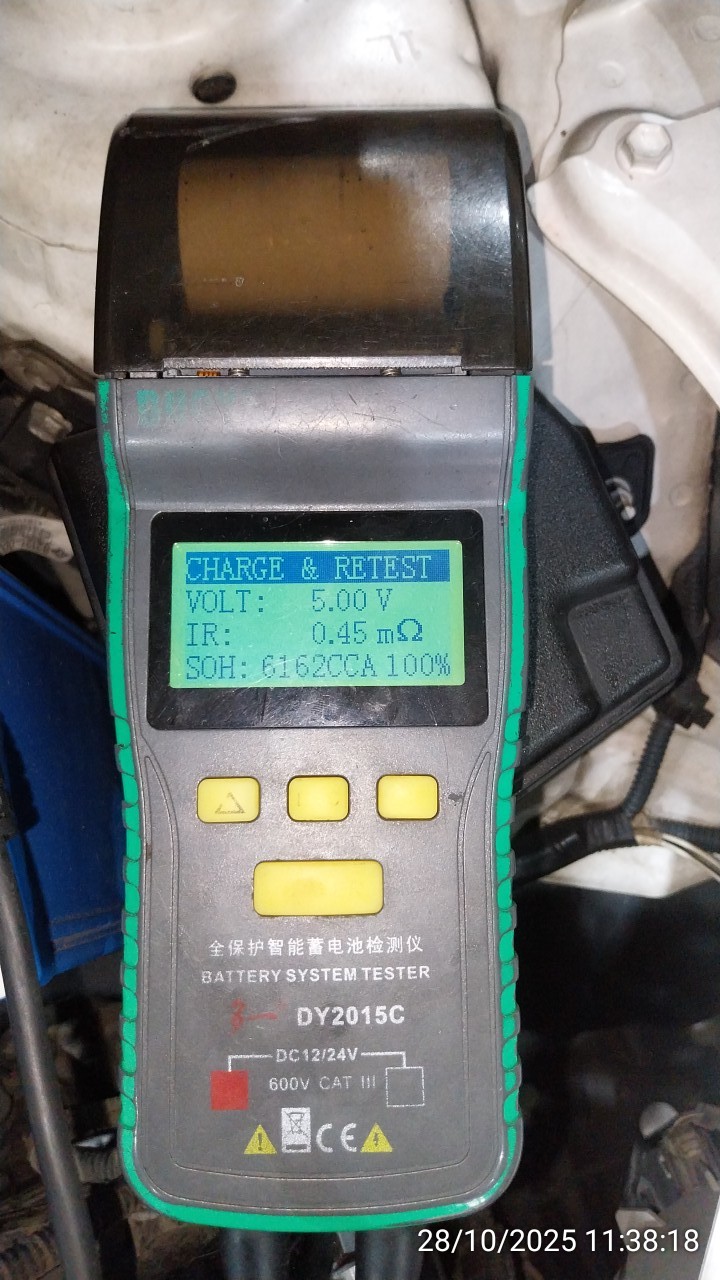 CHARGE & RETEST
VOLT: 5.00 V
IR: 0.45 mΩ
SOH: 6162CCA 100%
全保护智能蓄电池检测仪
BATTERY SYSTEM TESTER
DY2015C
DC12/24V
600V CAT III
CE
28/10/2025 11:38:18